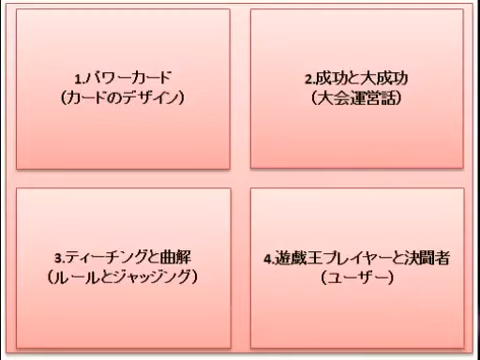 1.パワーカード
（カードのデザイン）
2.成功と大成功
（大会運営話）
3.ティーチングと曲解
（ルールとジャッジング）
4.遊戯王プレイヤーと決闘者
（ユーザー）